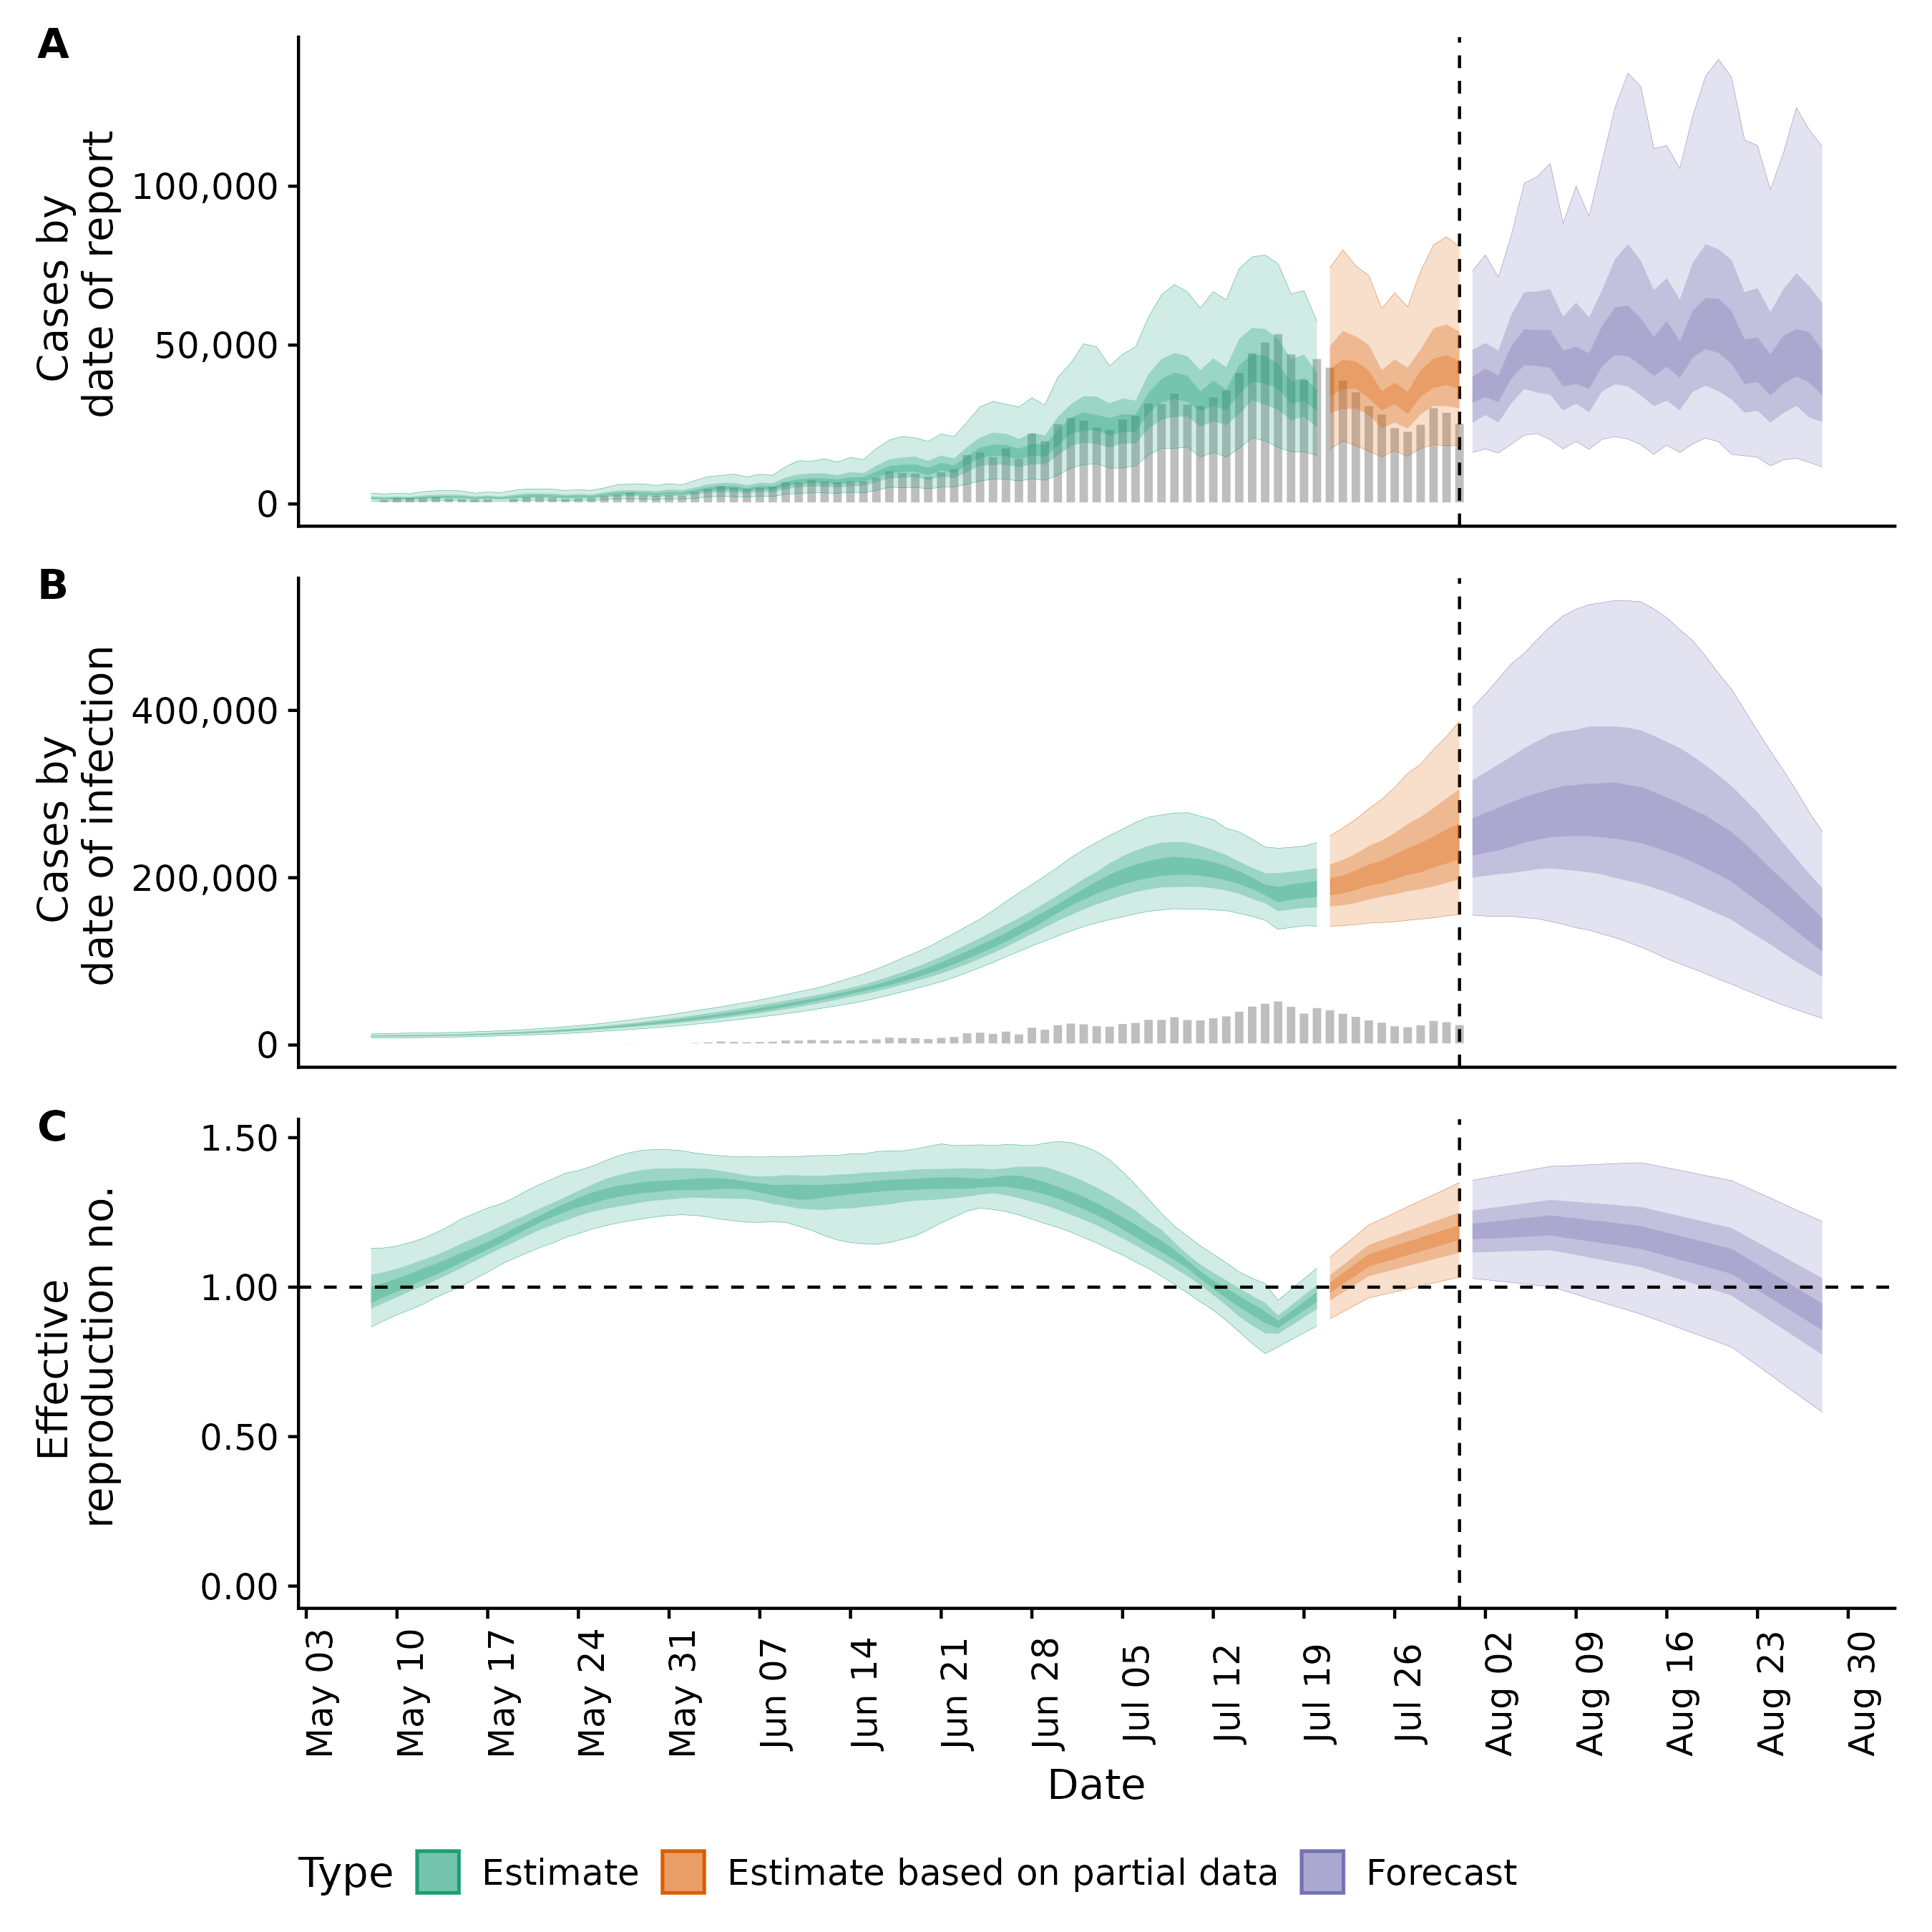 A
Cases by
date of report
100,000
50,000
0
B
Cases by
date of infection
400,000
200,000
0
C
Effective
reproduction no.
1.50
1.00
0.50
0.00
May 03
May 10
May 17
May 24
May 31
Jun 07
Jun 14
Jun 21
Jun 28
Jul 05
Jul 12
Jul 19
Jul 26
Aug 02
Aug 09
Aug 16
Aug 23
Aug 30
Date
Type Estimate Estimate based on partial data Forecast